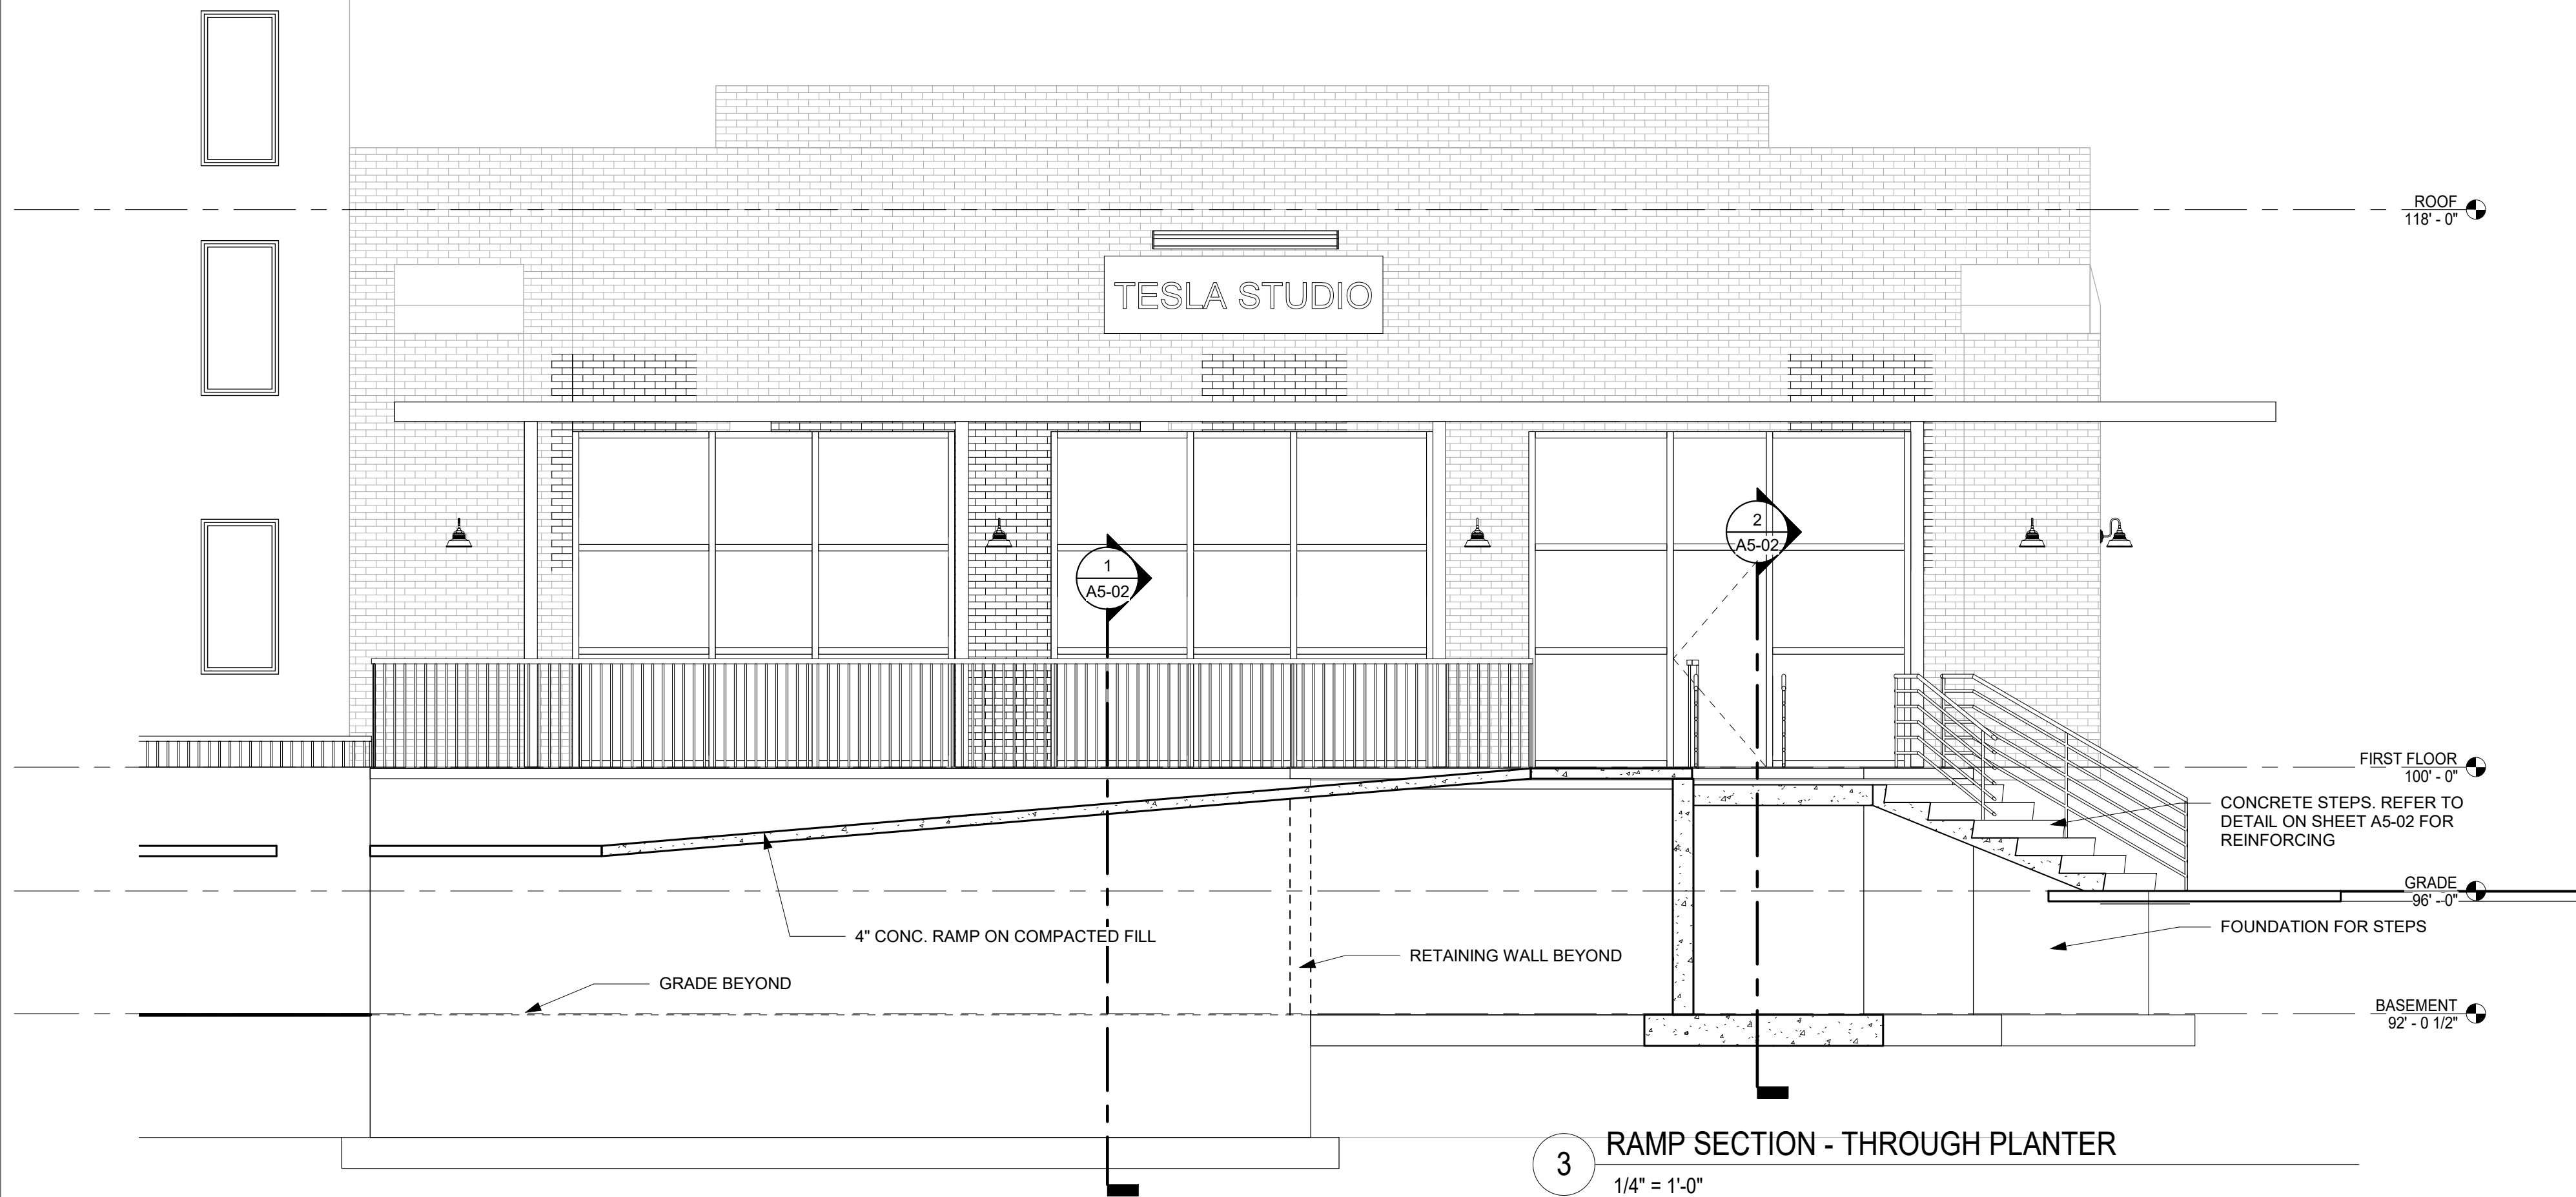 ROOF
118' - 0"
TESLA STUDIO
2
A5-02
1
A5-02
FIRST FLOOR
100' - 0"
CONCRETE STEPS. REFER TO
DETAIL ON SHEET A5-02 FOR
REINFORCING
GRADE
96' - 0"
FOUNDATION FOR STEPS
4" CONC. RAMP ON COMPACTED FILL
RETAINING WALL BEYOND
GRADE BEYOND
BASEMENT
92' - 0 1/2"
3
RAMP SECTION - THROUGH PLANTER
1/4" = 1'-0"